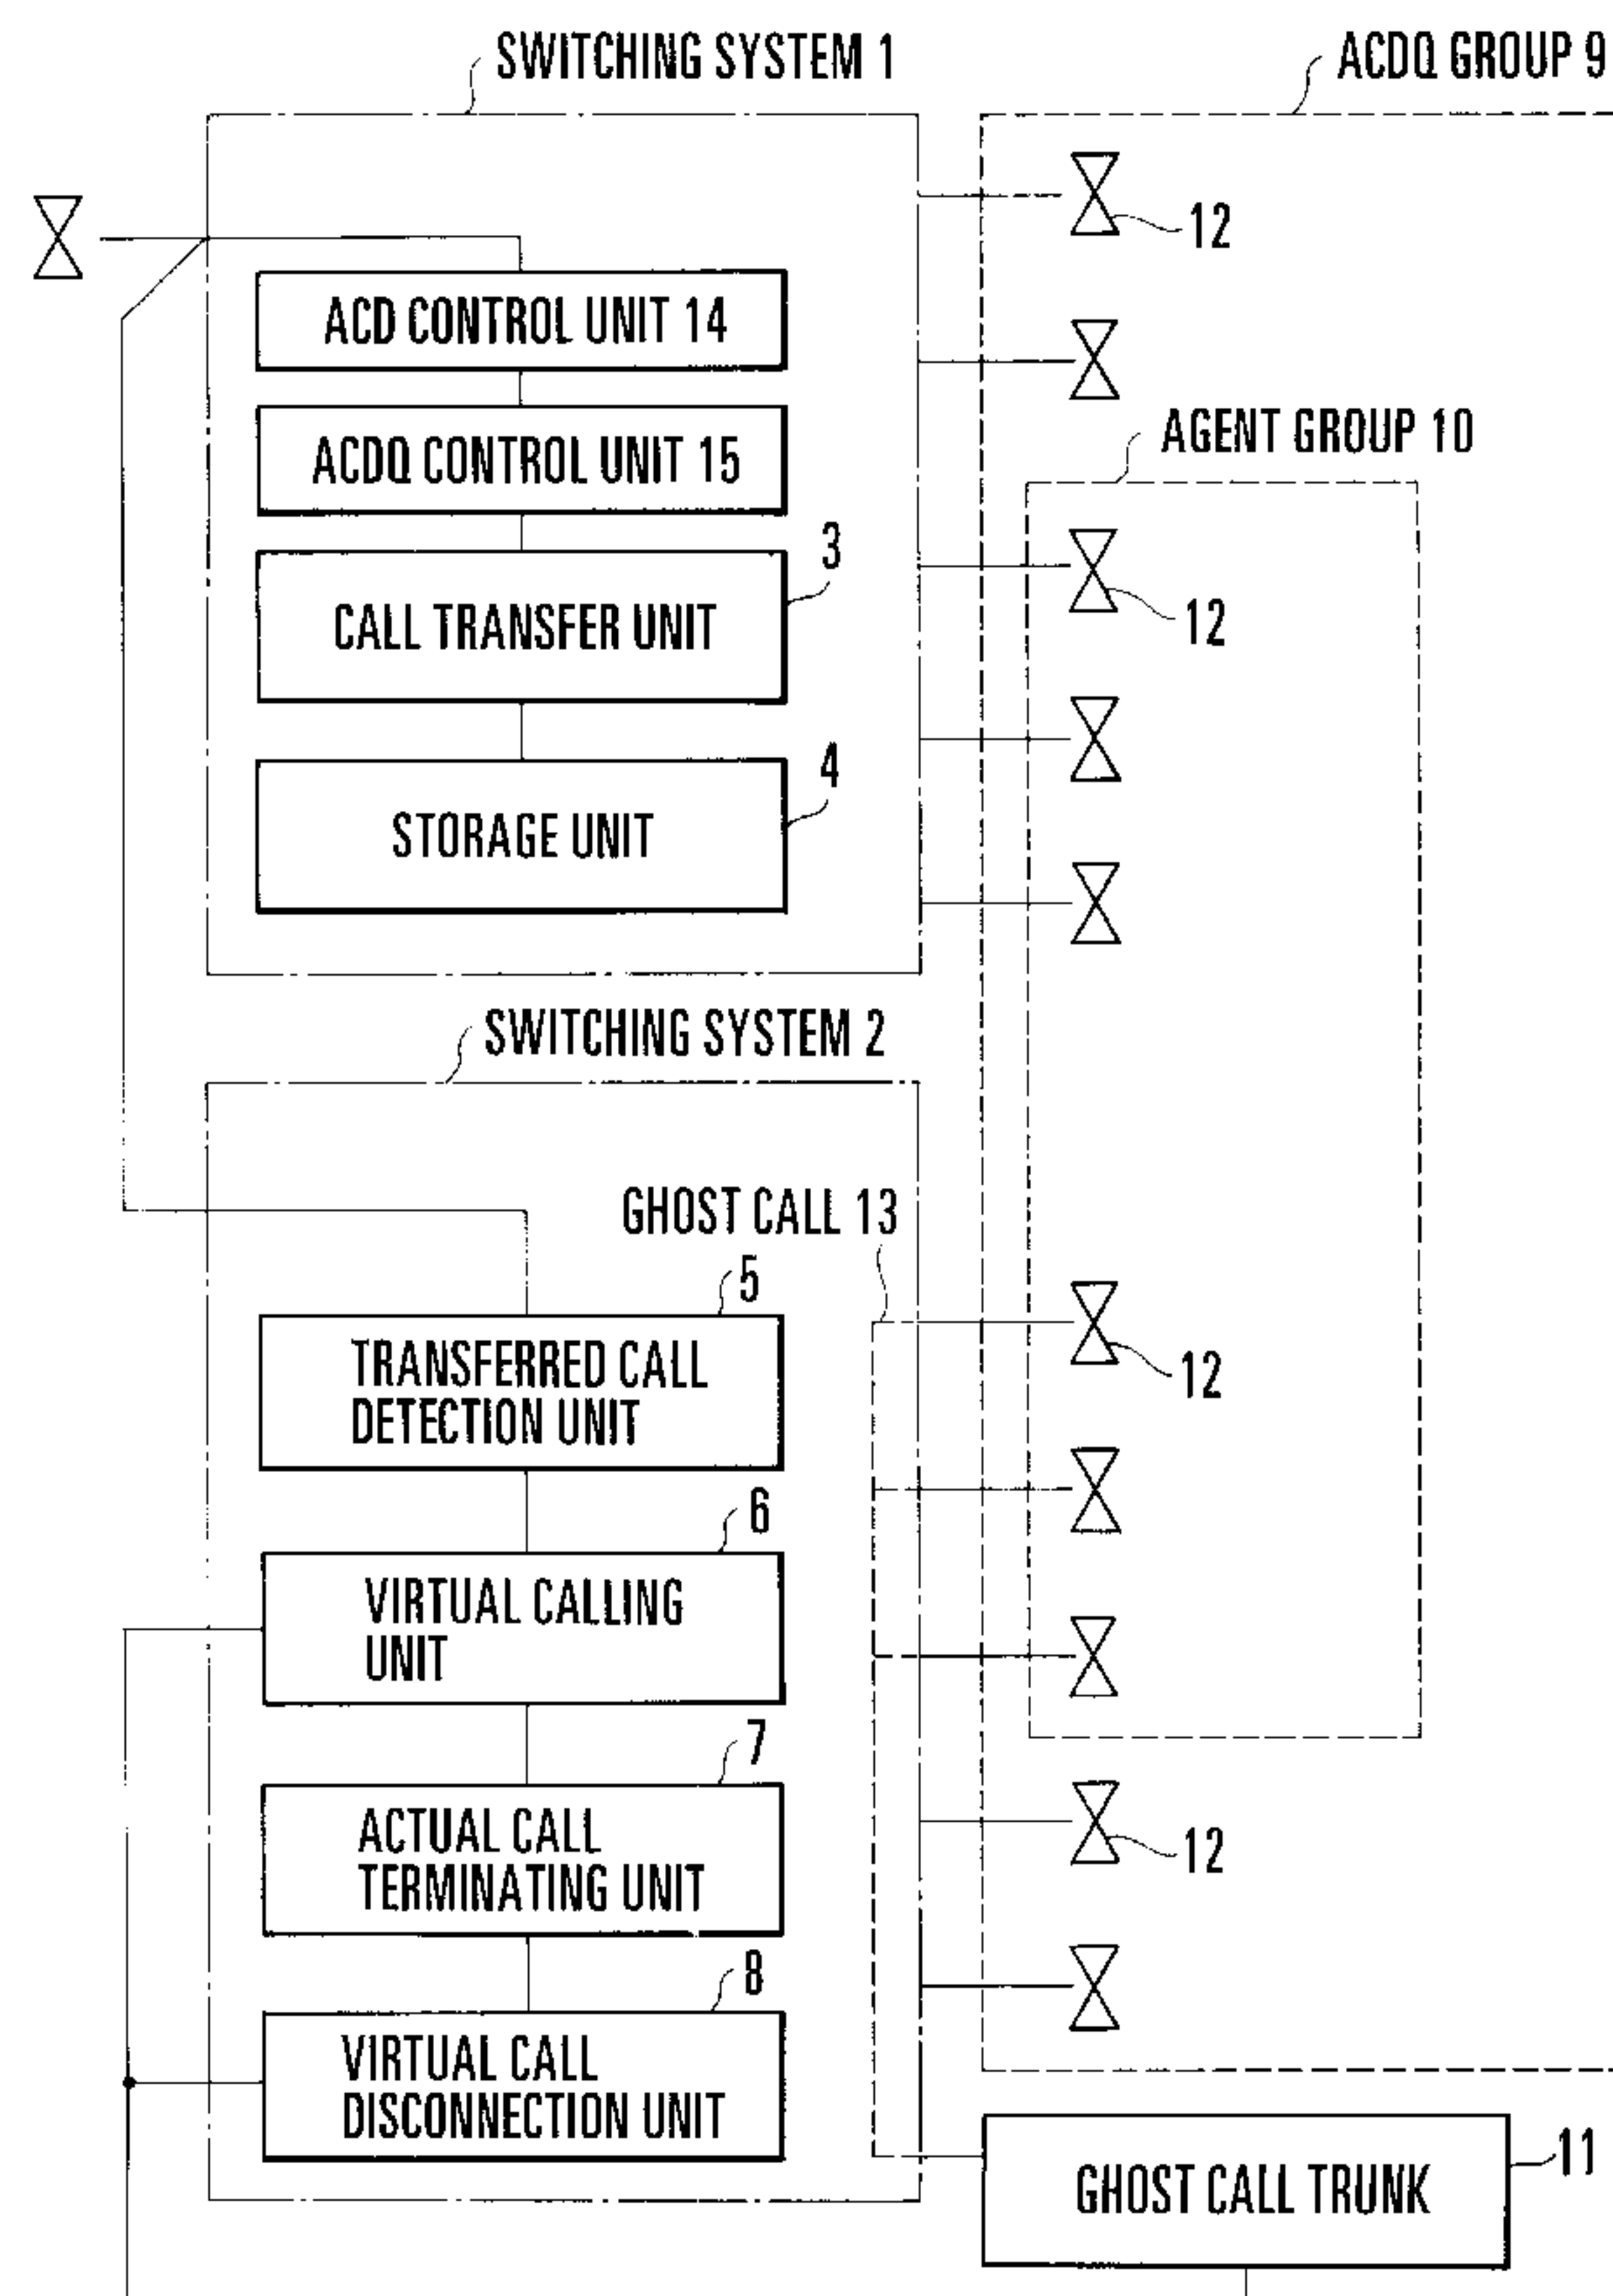 SWITCHING SYSTEM 1
ACDQ GROUP 9
12
ACD CONTROL UNIT 14
ACDQ CONTROL UNIT 15
AGENT GROUP 10
3
CALL TRANSFER UNIT
12
4
STORAGE UNIT
SWITCHING SYSTEM 2
GHOST CALL 13
5
TRANSFERRED CALL
DETECTION UNIT
12
6
VIRTUAL CALLING
UNIT
7
ACTUAL CALL
TERMINATING UNIT
12
8
VIRTUAL CALL
DISCONNECTION UNIT
11
GHOST CALL TRUNK